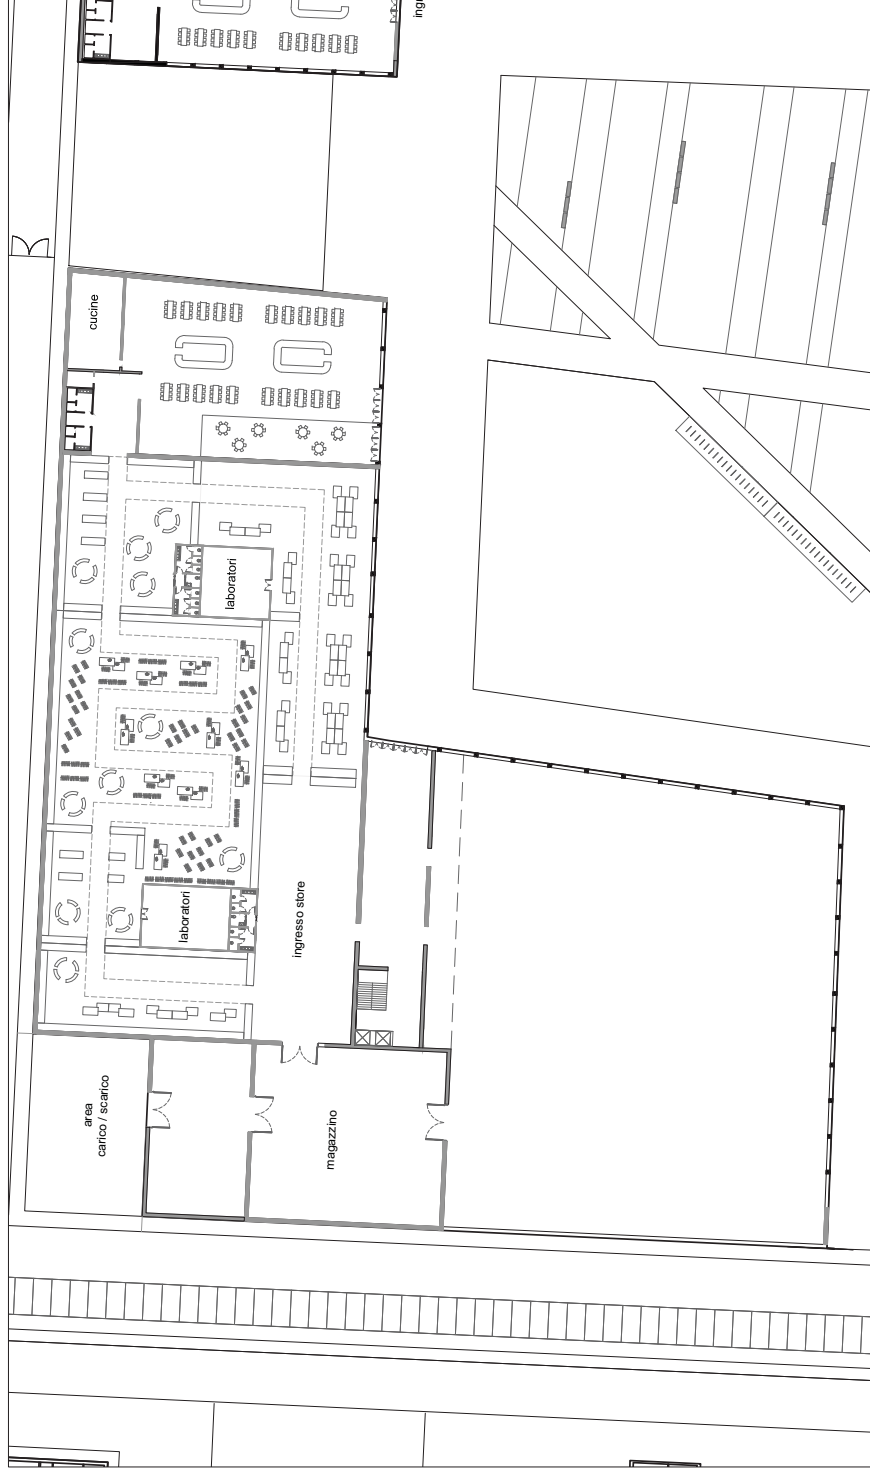 cucine
laboratori
laboratori
ingresso store
area
carico / scarico
magazzino